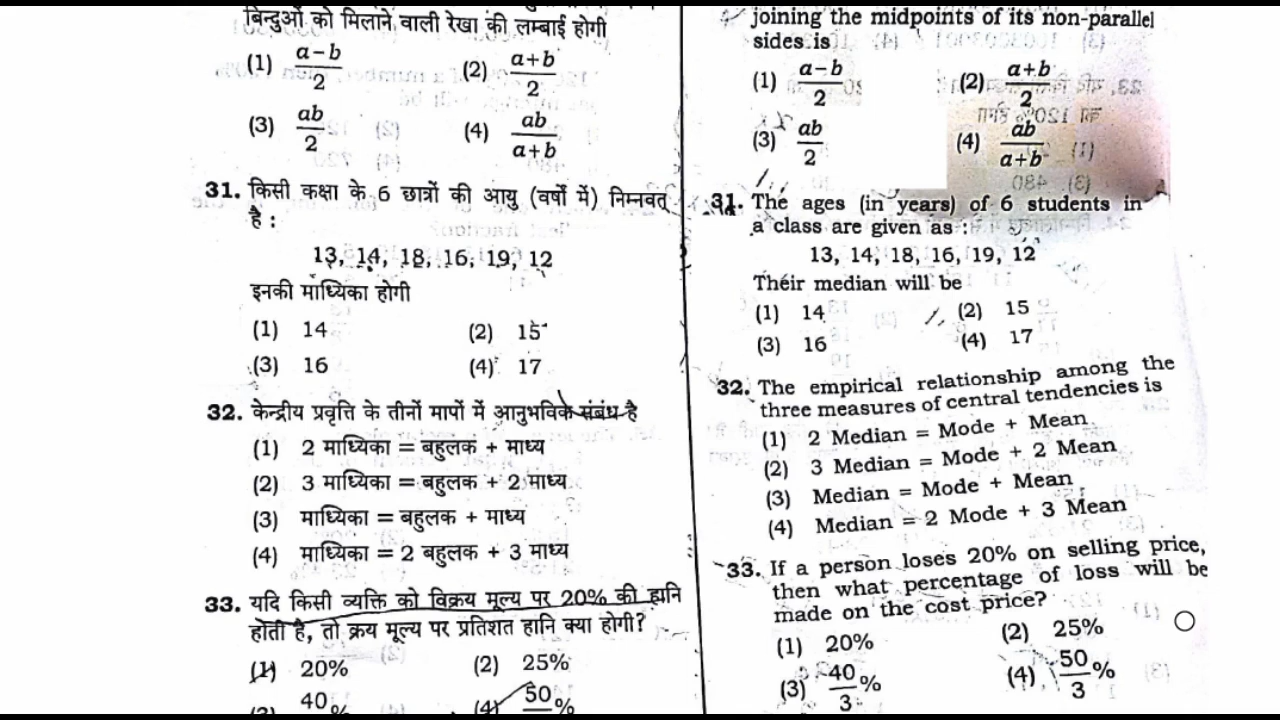 बिन्दुओं को मिलाने वाली रेखा की लम्बाई होगी
(1) a−b/2 (2) a+b/2
(3) ab/2 (4) ab/a+b
31. किसी कक्षा के 6 छात्रों की आयु (वर्षों में) निम्नवत्
है :
13, 14, 18, 16, 19, 12
इनकी माध्यिका होगी
(1) 14 (2) 15
(3) 16 (4) 17
32. केन्द्रीय प्रवृत्ति के तीनों मापों में आनुभविक संबंध है
(1) 2 माध्यिका = बहुलक + माध्य
(2) 3 माध्यिका = बहुलक + 2 माध्य
(3) माध्यिका = बहुलक + माध्य
(4) माध्यिका = 2 बहुलक + 3 माध्य
33. यदि किसी व्यक्ति को विक्रय मूल्य पर 20% की हानि
होती है, तो क्रय मूल्य पर प्रतिशत हानि क्या होगी?
(1) 20% (2) 25%
40 % (4) 50 %
joining the midpoints of its non-parallel
sides is
(1) a−b/2 (2) a+b/2
(3) ab/2 (4) ab/a+b
31. The ages (in years) of 6 students in
a class are given as :
13, 14, 18, 16, 19, 12
Their median will be
(1) 14 (2) 15
(3) 16 (4) 17
32. The empirical relationship among the
three measures of central tendencies is
(1) 2 Median = Mode + Mean
(2) 3 Median = Mode + 2 Mean
(3) Median = Mode + Mean
(4) Median = 2 Mode + 3 Mean
33. If a person loses 20% on selling price,
then what percentage of loss will be
made on the cost price?
(1) 20% (2) 25%
(3) 40/3 % (4) 50/3 %